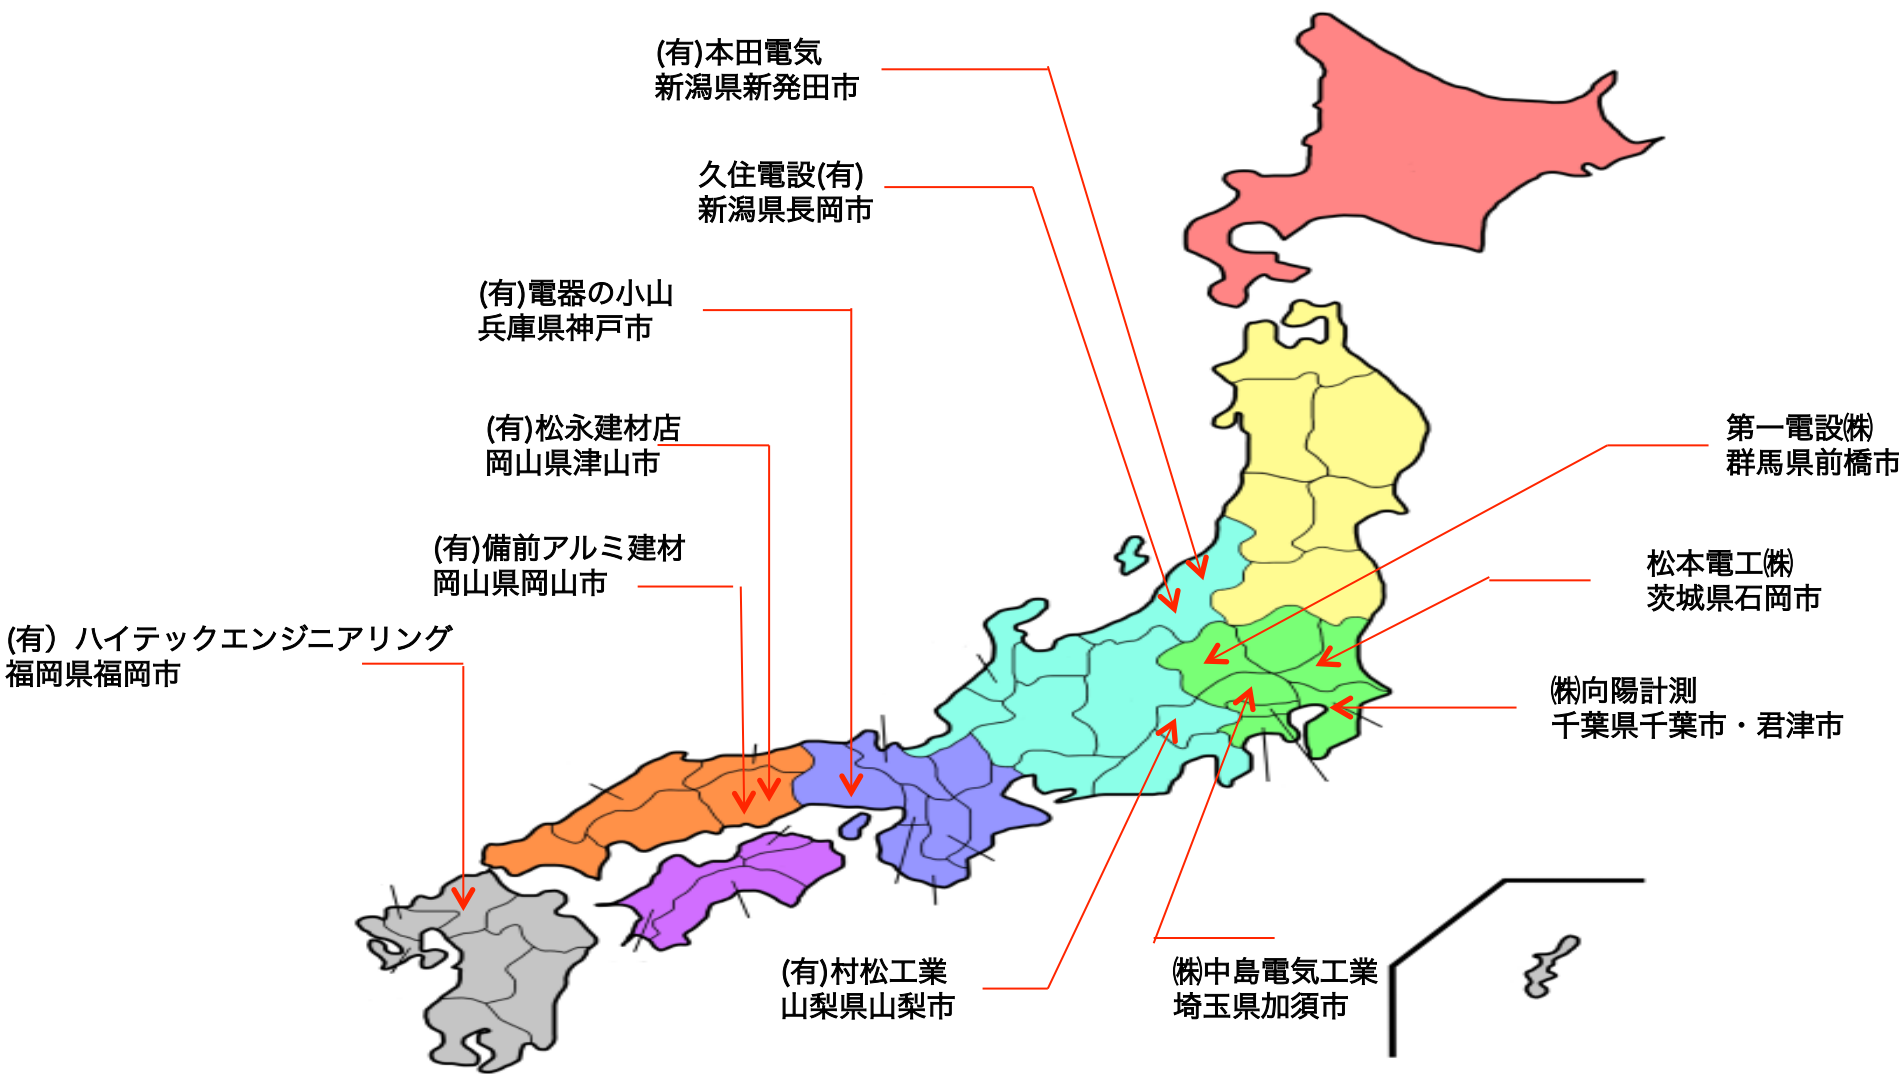 (有)本田電気
新潟県新発田市
久住電設(有)
新潟県長岡市
(有)電器の小山
兵庫県神戸市
(有)松永建材店
岡山県津山市
(有)備前アルミ建材
岡山県岡山市
(有）ハイテックエンジニアリング
福岡県福岡市
第一電設㈱
群馬県前橋市
松本電工㈱
茨城県石岡市
㈱向陽計測
千葉県千葉市・君津市
(有)村松工業
山梨県山梨市
㈱中島電気工業
埼玉県加須市